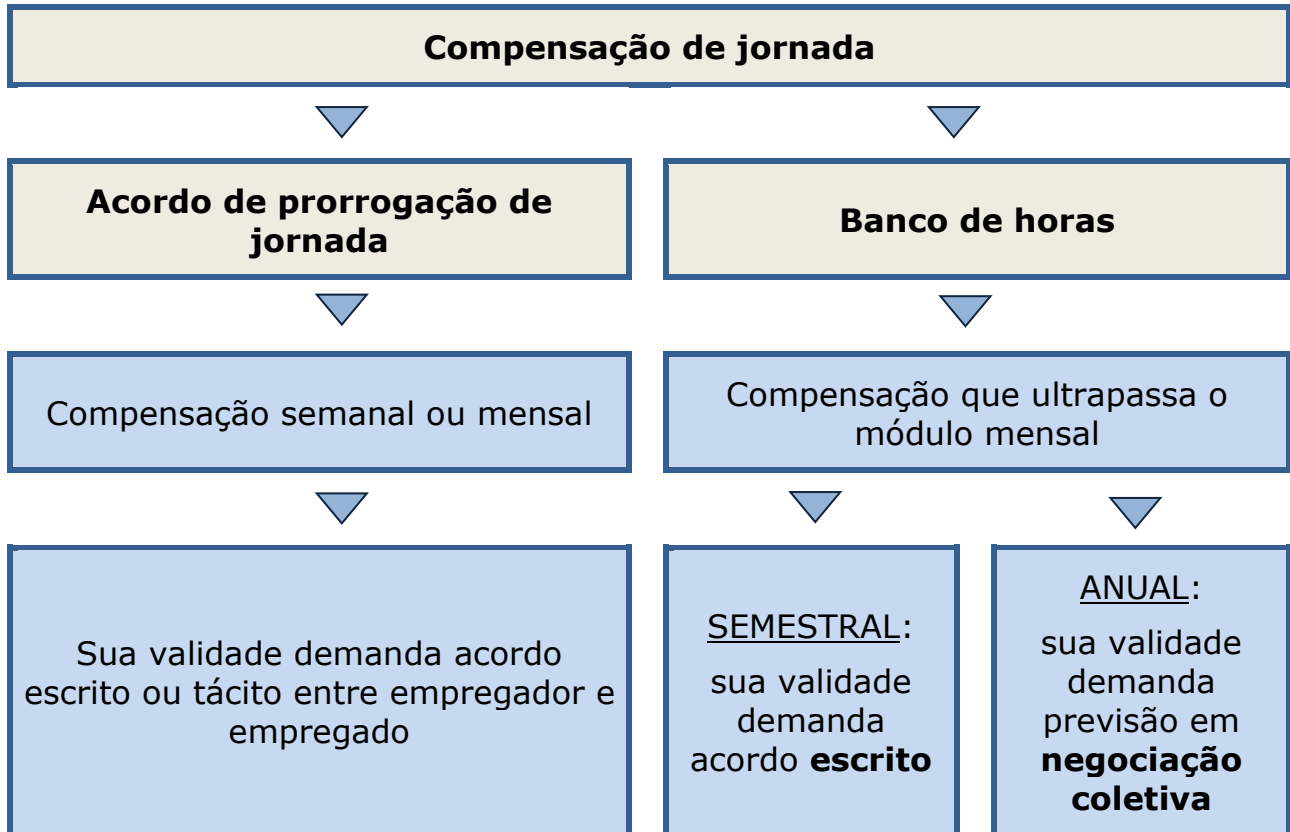 Compensação de jornada
Acordo de prorrogação de
jornada
Banco de horas
Compensação semanal ou mensal
Compensação que ultrapassa o
módulo mensal
Sua validade demanda acordo
escrito ou tácito entre empregador e
empregado
SEMESTRAL:
sua validade
demanda
acordo escrito
ANUAL:
sua validade
demanda
previsão em
negociação
coletiva